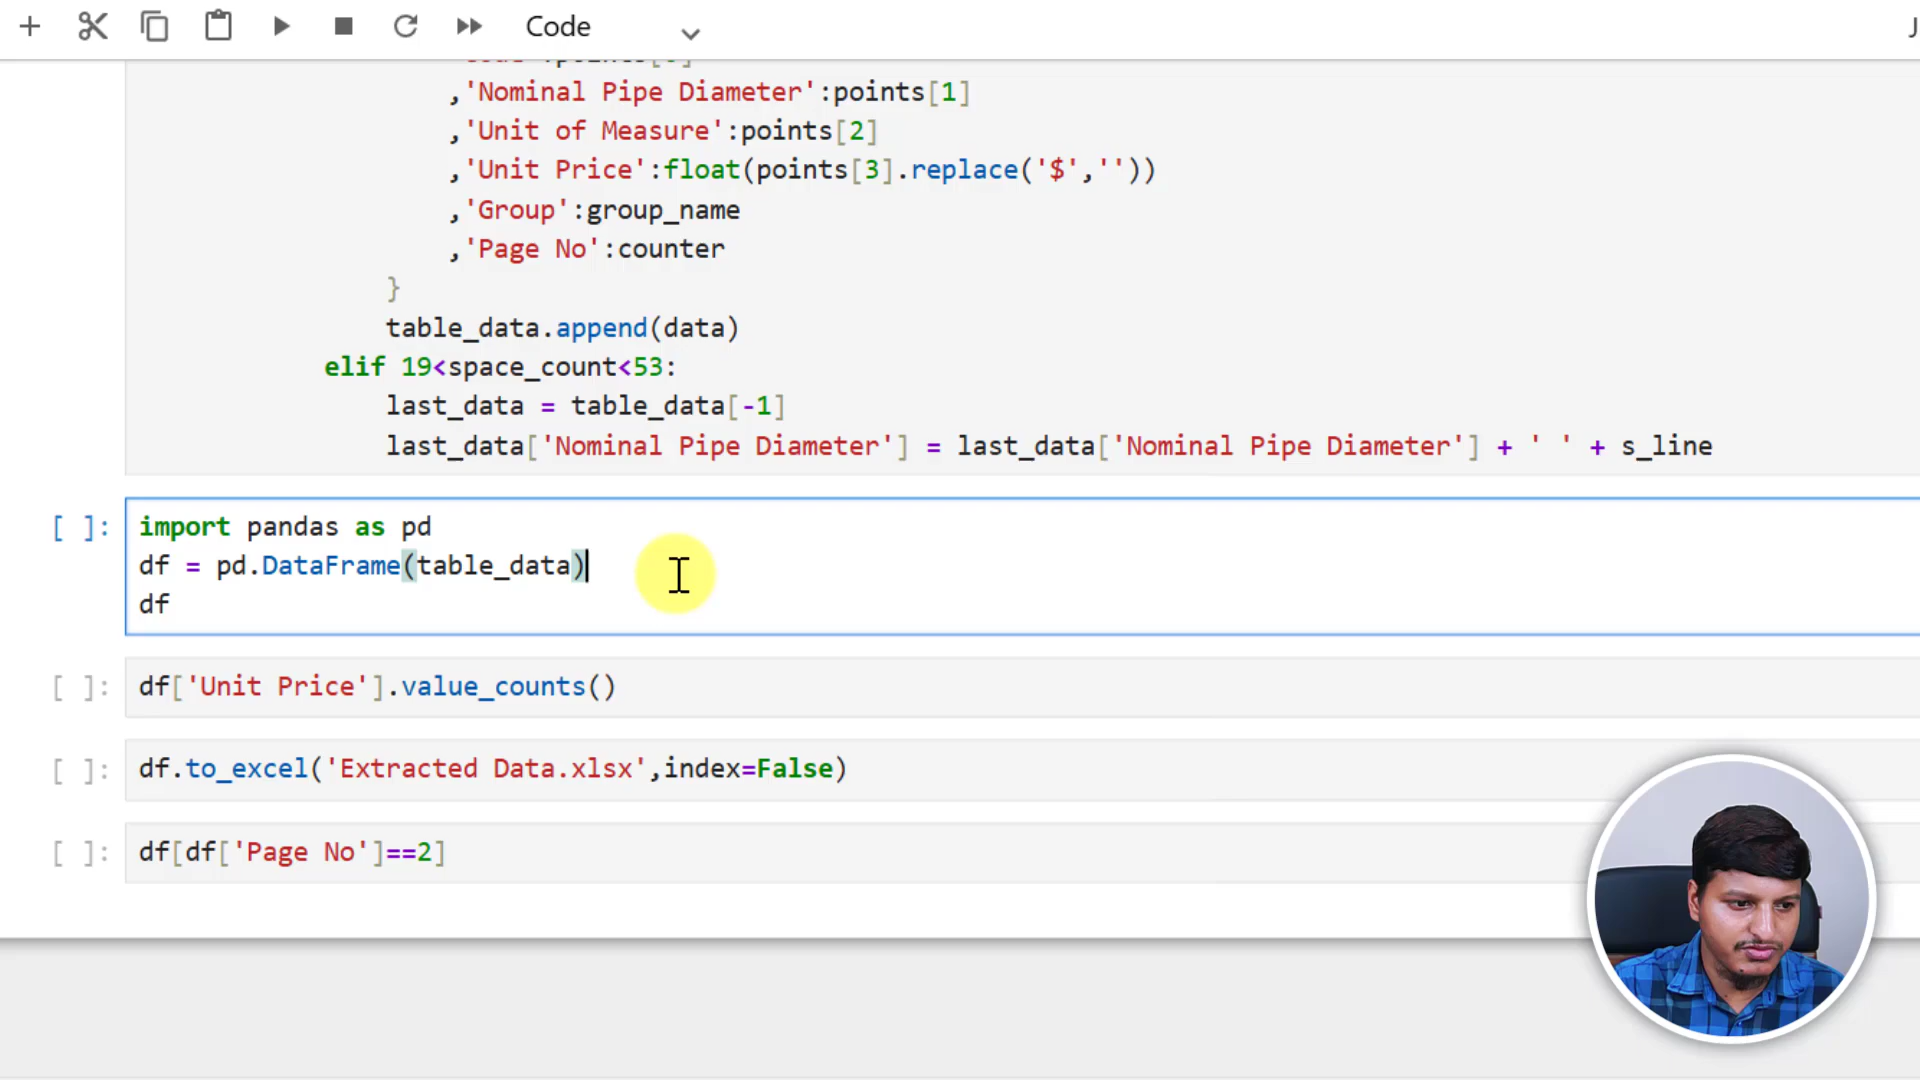 Code
,'Nominal Pipe Diameter':points[1]
,'Unit of Measure':points[2]
,'Unit Price':float(points[3].replace('$',''))
,'Group':group_name
,'Page No':counter
}
table_data.append(data)
elif 19<space_count<53:
last_data = table_data[-1]
last_data['Nominal Pipe Diameter'] = last_data['Nominal Pipe Diameter'] + ' ' + s_line
[ ]: import pandas as pd
df = pd.DataFrame(table_data)
df
[ ]: df['Unit Price'].value_counts()
[ ]: df.to_excel('Extracted Data.xlsx',index=False)
[ ]: df[df['Page No']==2]